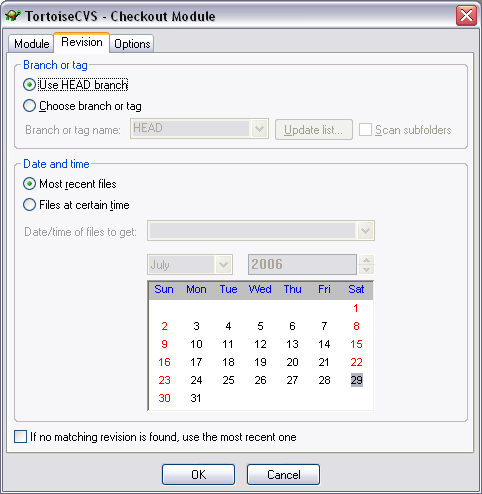 TortoiseCVS - Checkout Module
Module Revision Options
Branch or tag
Use HEAD branch
Choose branch or tag
Branch or tag name: HEAD Update list... Scan subfolders
Date and time
Most recent files
Files at certain time
Date/time of files to get:
July 2006
Sun Mon Tue Wed Thu Fri Sat
1
2 3 4 5 6 7 8
9 10 11 12 13 14 15
16 17 18 19 20 21 22
23 24 25 26 27 28 29
30 31
If no matching revision is found, use the most recent one
OK Cancel